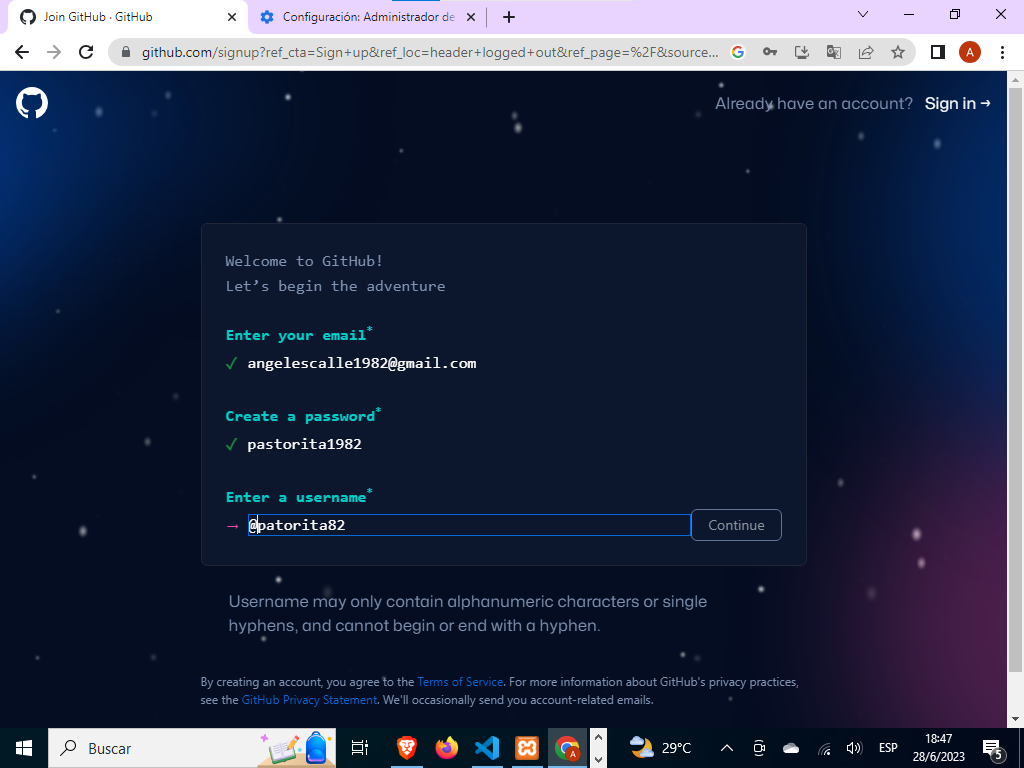 Join GitHub · GitHub
Configuración: Administrador de
github.com/signup?ref_cta=Sign+up&ref_loc=header+logged+out&ref_page=%2F&source...
A
Already have an account? Sign in →
Welcome to GitHub!
Let’s begin the adventure
Enter your email*
✓ angelescalle1982@gmail.com
Create a password*
✓ pastorita1982
Enter a username*
→ @patorita82
Continue
Username may only contain alphanumeric characters or single
hyphens, and cannot begin or end with a hyphen.
By creating an account, you agree to the Terms of Service. For more information about GitHub's privacy practices,
see the GitHub Privacy Statement. We'll occasionally send you account-related emails.
Buscar
A
29°C
ESP
18:47
28/6/2023
5